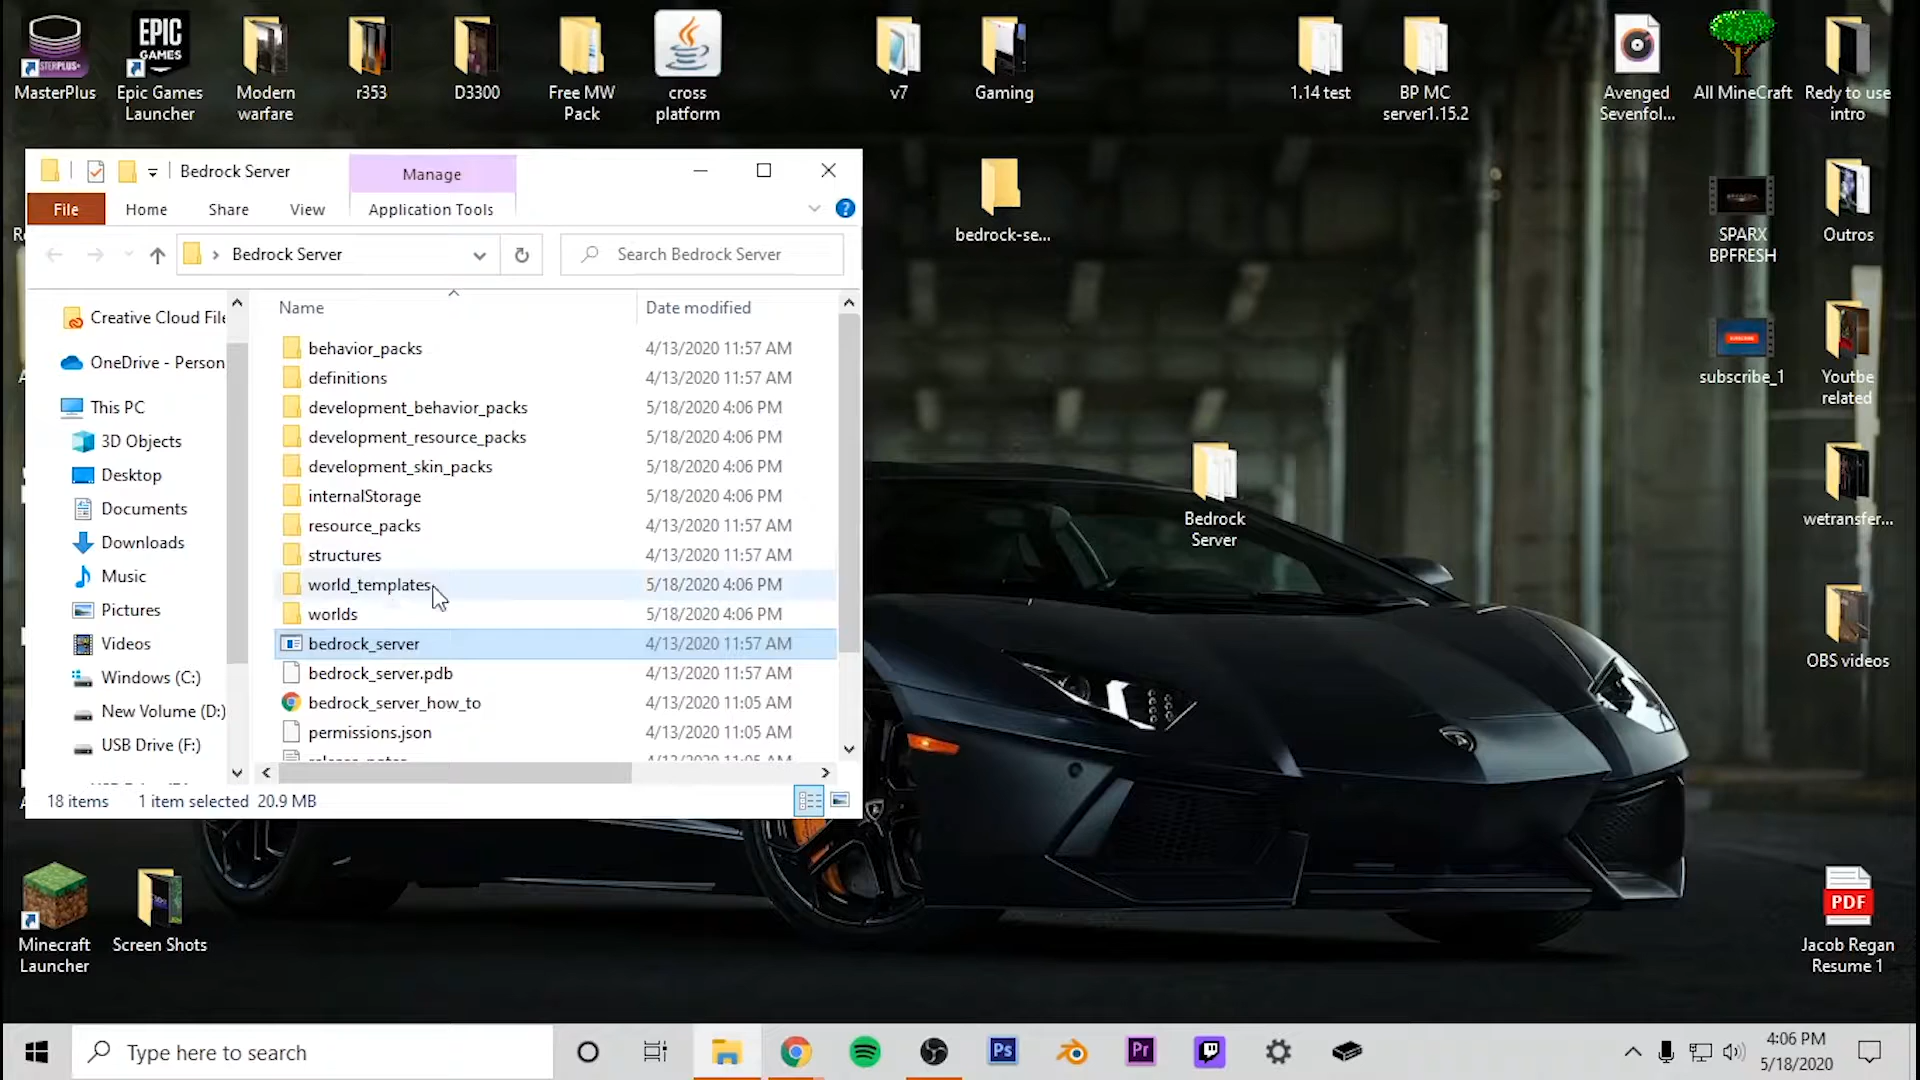 MasterPlus
EPIC
GAMES
Epic Games
Launcher
Modern
warfare
r353
D3300
Free MW
Pack
cross
platform
v7
Gaming
1.14 test
BP MC
server1.15.2
Avenged
Sevenfol...
All MineCraft
Redy to use
intro
bedrock-se...
SPARX
BPFRESH
Outros
subscribe_1
Youtbe
related
Bedrock
Server
wetransfer...
OBS videos
Bedrock Server
Manage
File
Home
Share
View
Application Tools
Bedrock Server
Search Bedrock Server
Name
Date modified
Creative Cloud File
OneDrive - Person
This PC
3D Objects
Desktop
Documents
Downloads
Music
Pictures
Videos
Windows (C:)
New Volume (D:)
USB Drive (F:)
behavior_packs 4/13/2020 11:57 AM
definitions 4/13/2020 11:57 AM
development_behavior_packs 5/18/2020 4:06 PM
development_resource_packs 5/18/2020 4:06 PM
development_skin_packs 5/18/2020 4:06 PM
internalStorage 5/18/2020 4:06 PM
resource_packs 4/13/2020 11:57 AM
structures 4/13/2020 11:57 AM
world_templates 5/18/2020 4:06 PM
worlds 5/18/2020 4:06 PM
bedrock_server 4/13/2020 11:57 AM
bedrock_server.pdb 4/13/2020 11:57 AM
bedrock_server_how_to 4/13/2020 11:05 AM
permissions.json 4/13/2020 11:05 AM
18 items 1 item selected 20.9 MB
Minecraft
Launcher
Screen Shots
PDF
Jacob Regan
Resume 1
Type here to search
Ps
Pr
4:06 PM
5/18/2020